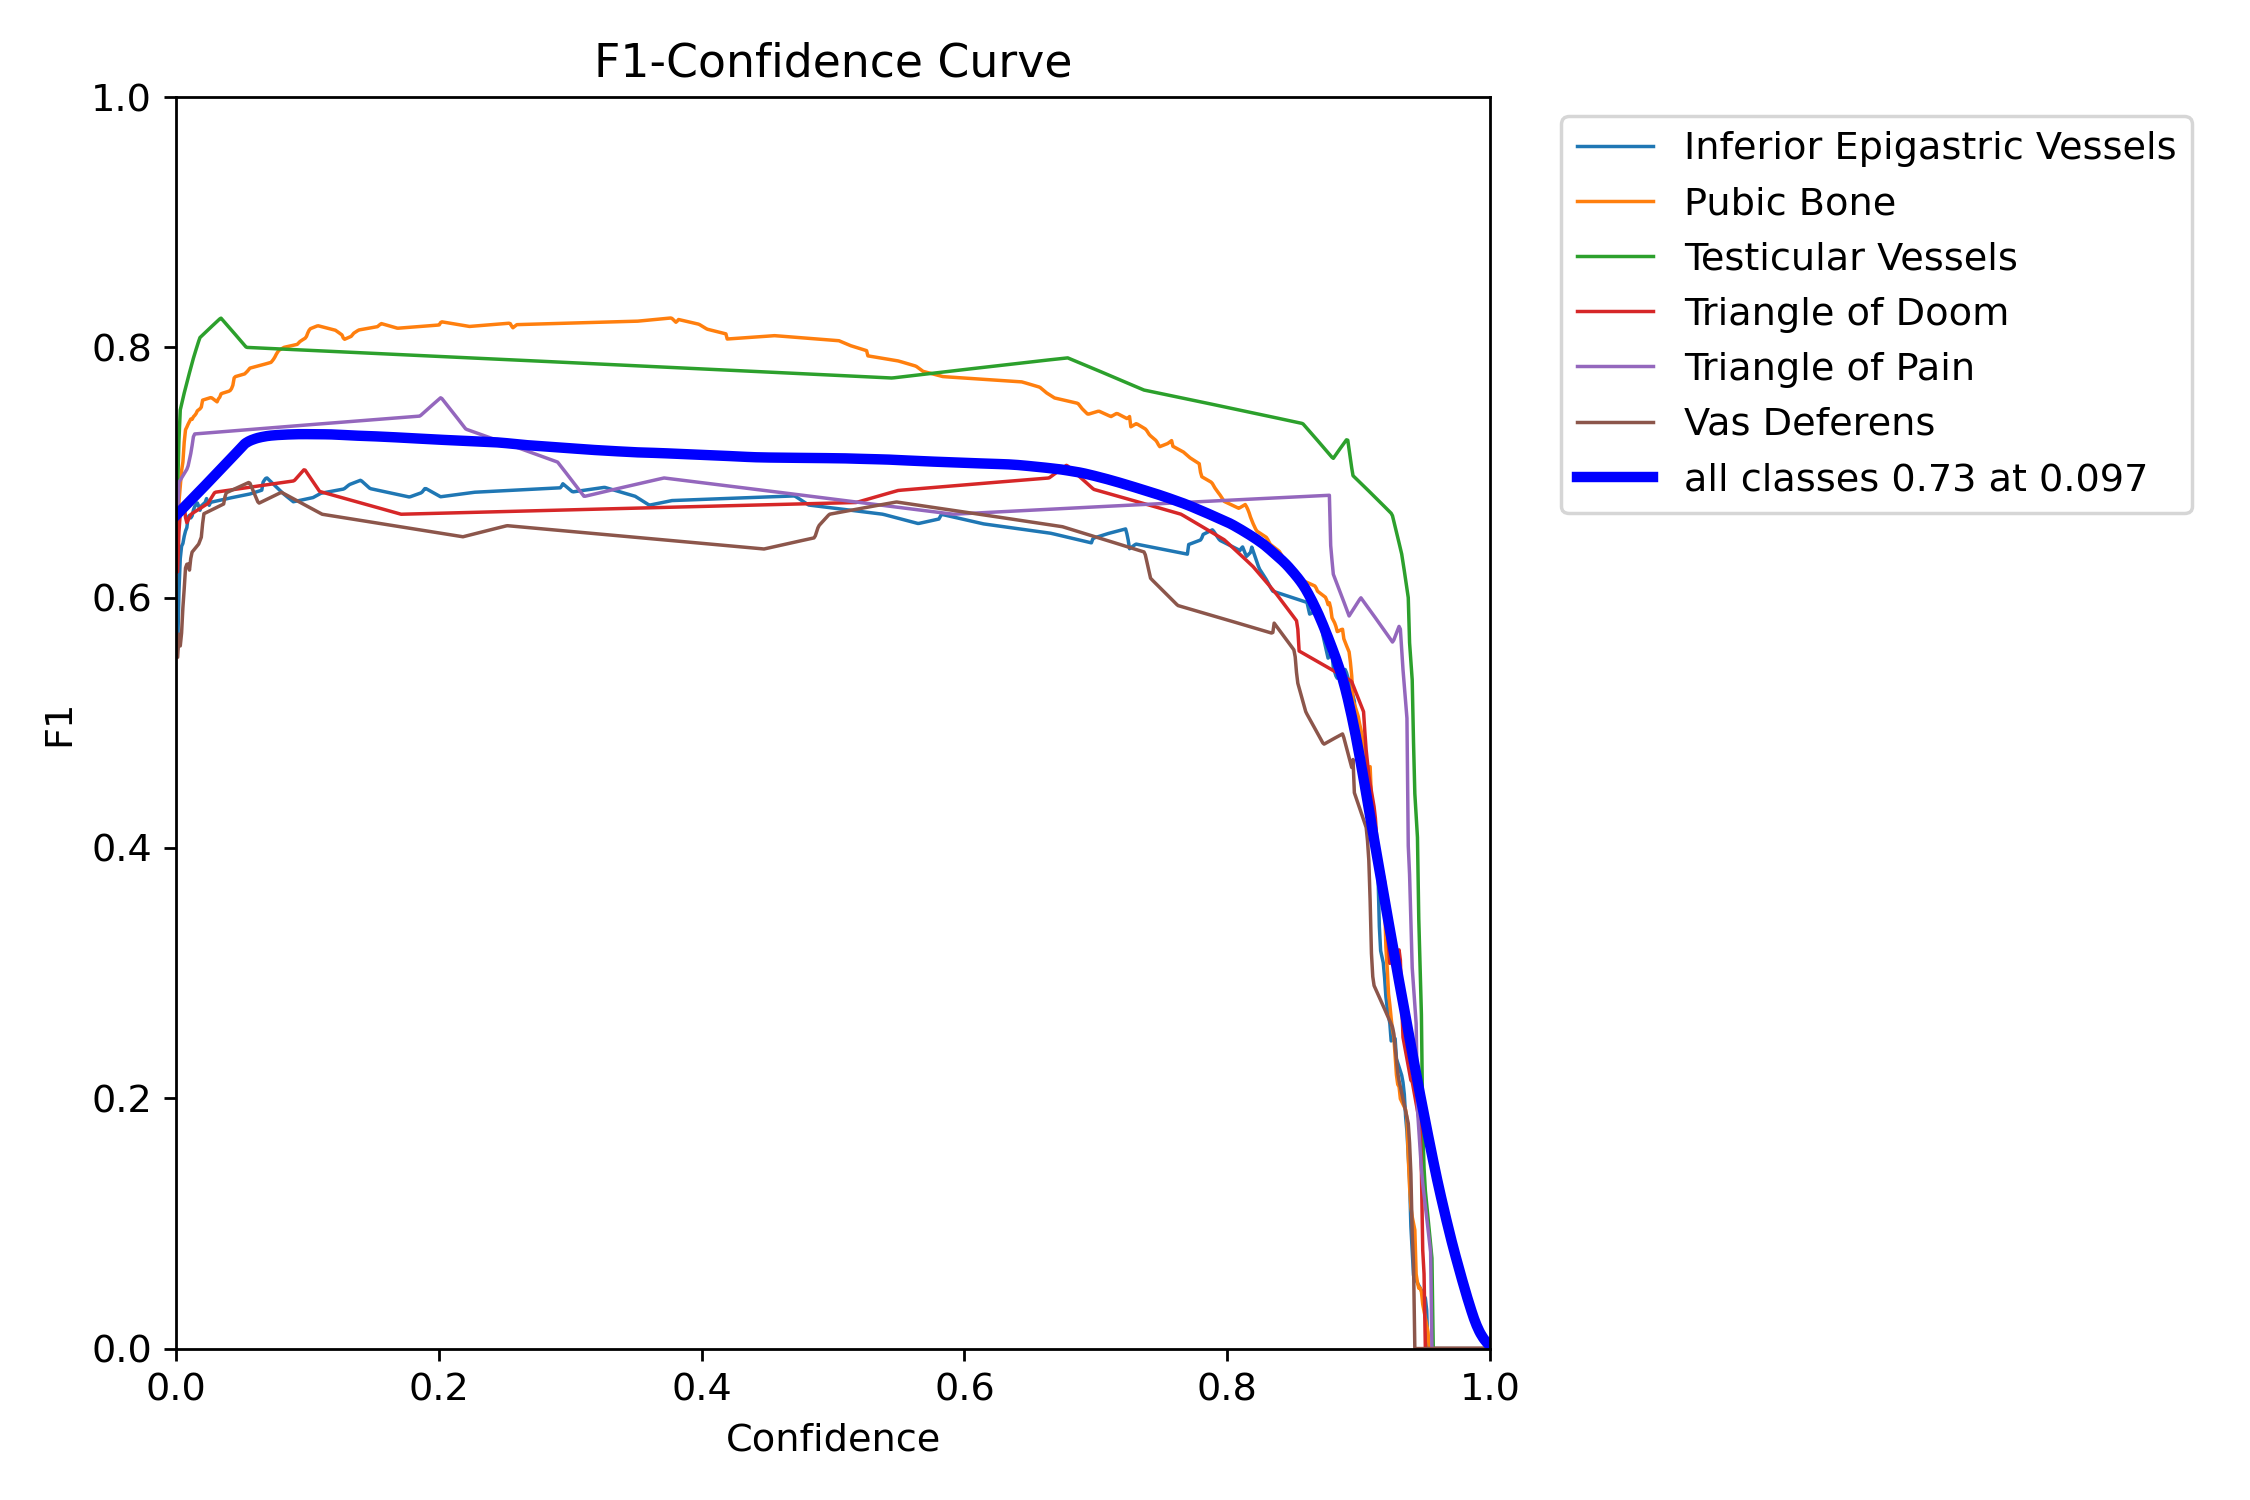 F1-Confidence Curve
1.0
0.8
0.6
0.4
0.2
0.0
F1
0.0 0.2 0.4 0.6 0.8 1.0
Confidence
Inferior Epigastric Vessels
Pubic Bone
Testicular Vessels
Triangle of Doom
Triangle of Pain
Vas Deferens
all classes 0.73 at 0.097